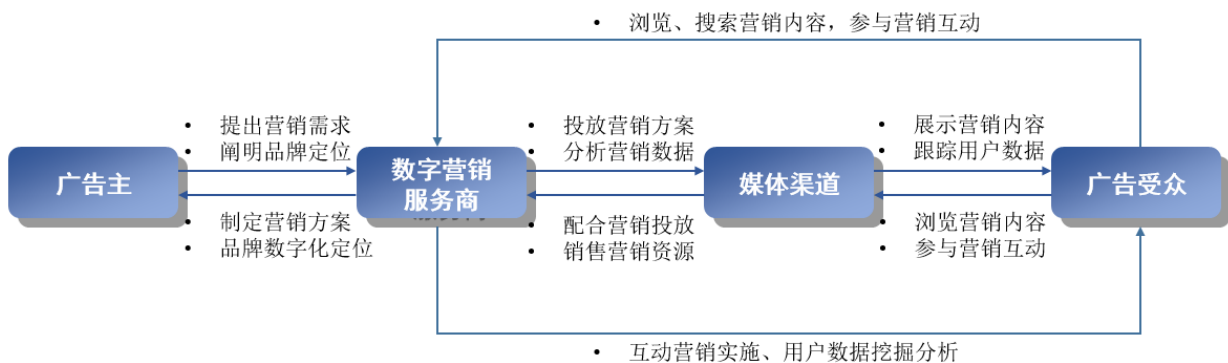 • 浏览、搜索营销内容，参与营销互动
• 提出营销需求
• 阐明品牌定位
• 投放营销方案
• 分析营销数据
• 展示营销内容
• 跟踪用户数据
广告主
数字营销
服务商
媒体渠道
广告受众
• 制定营销方案
• 品牌数字化定位
• 配合营销投放
• 销售营销资源
• 浏览营销内容
• 参与营销互动
• 互动营销实施、用户数据挖掘分析